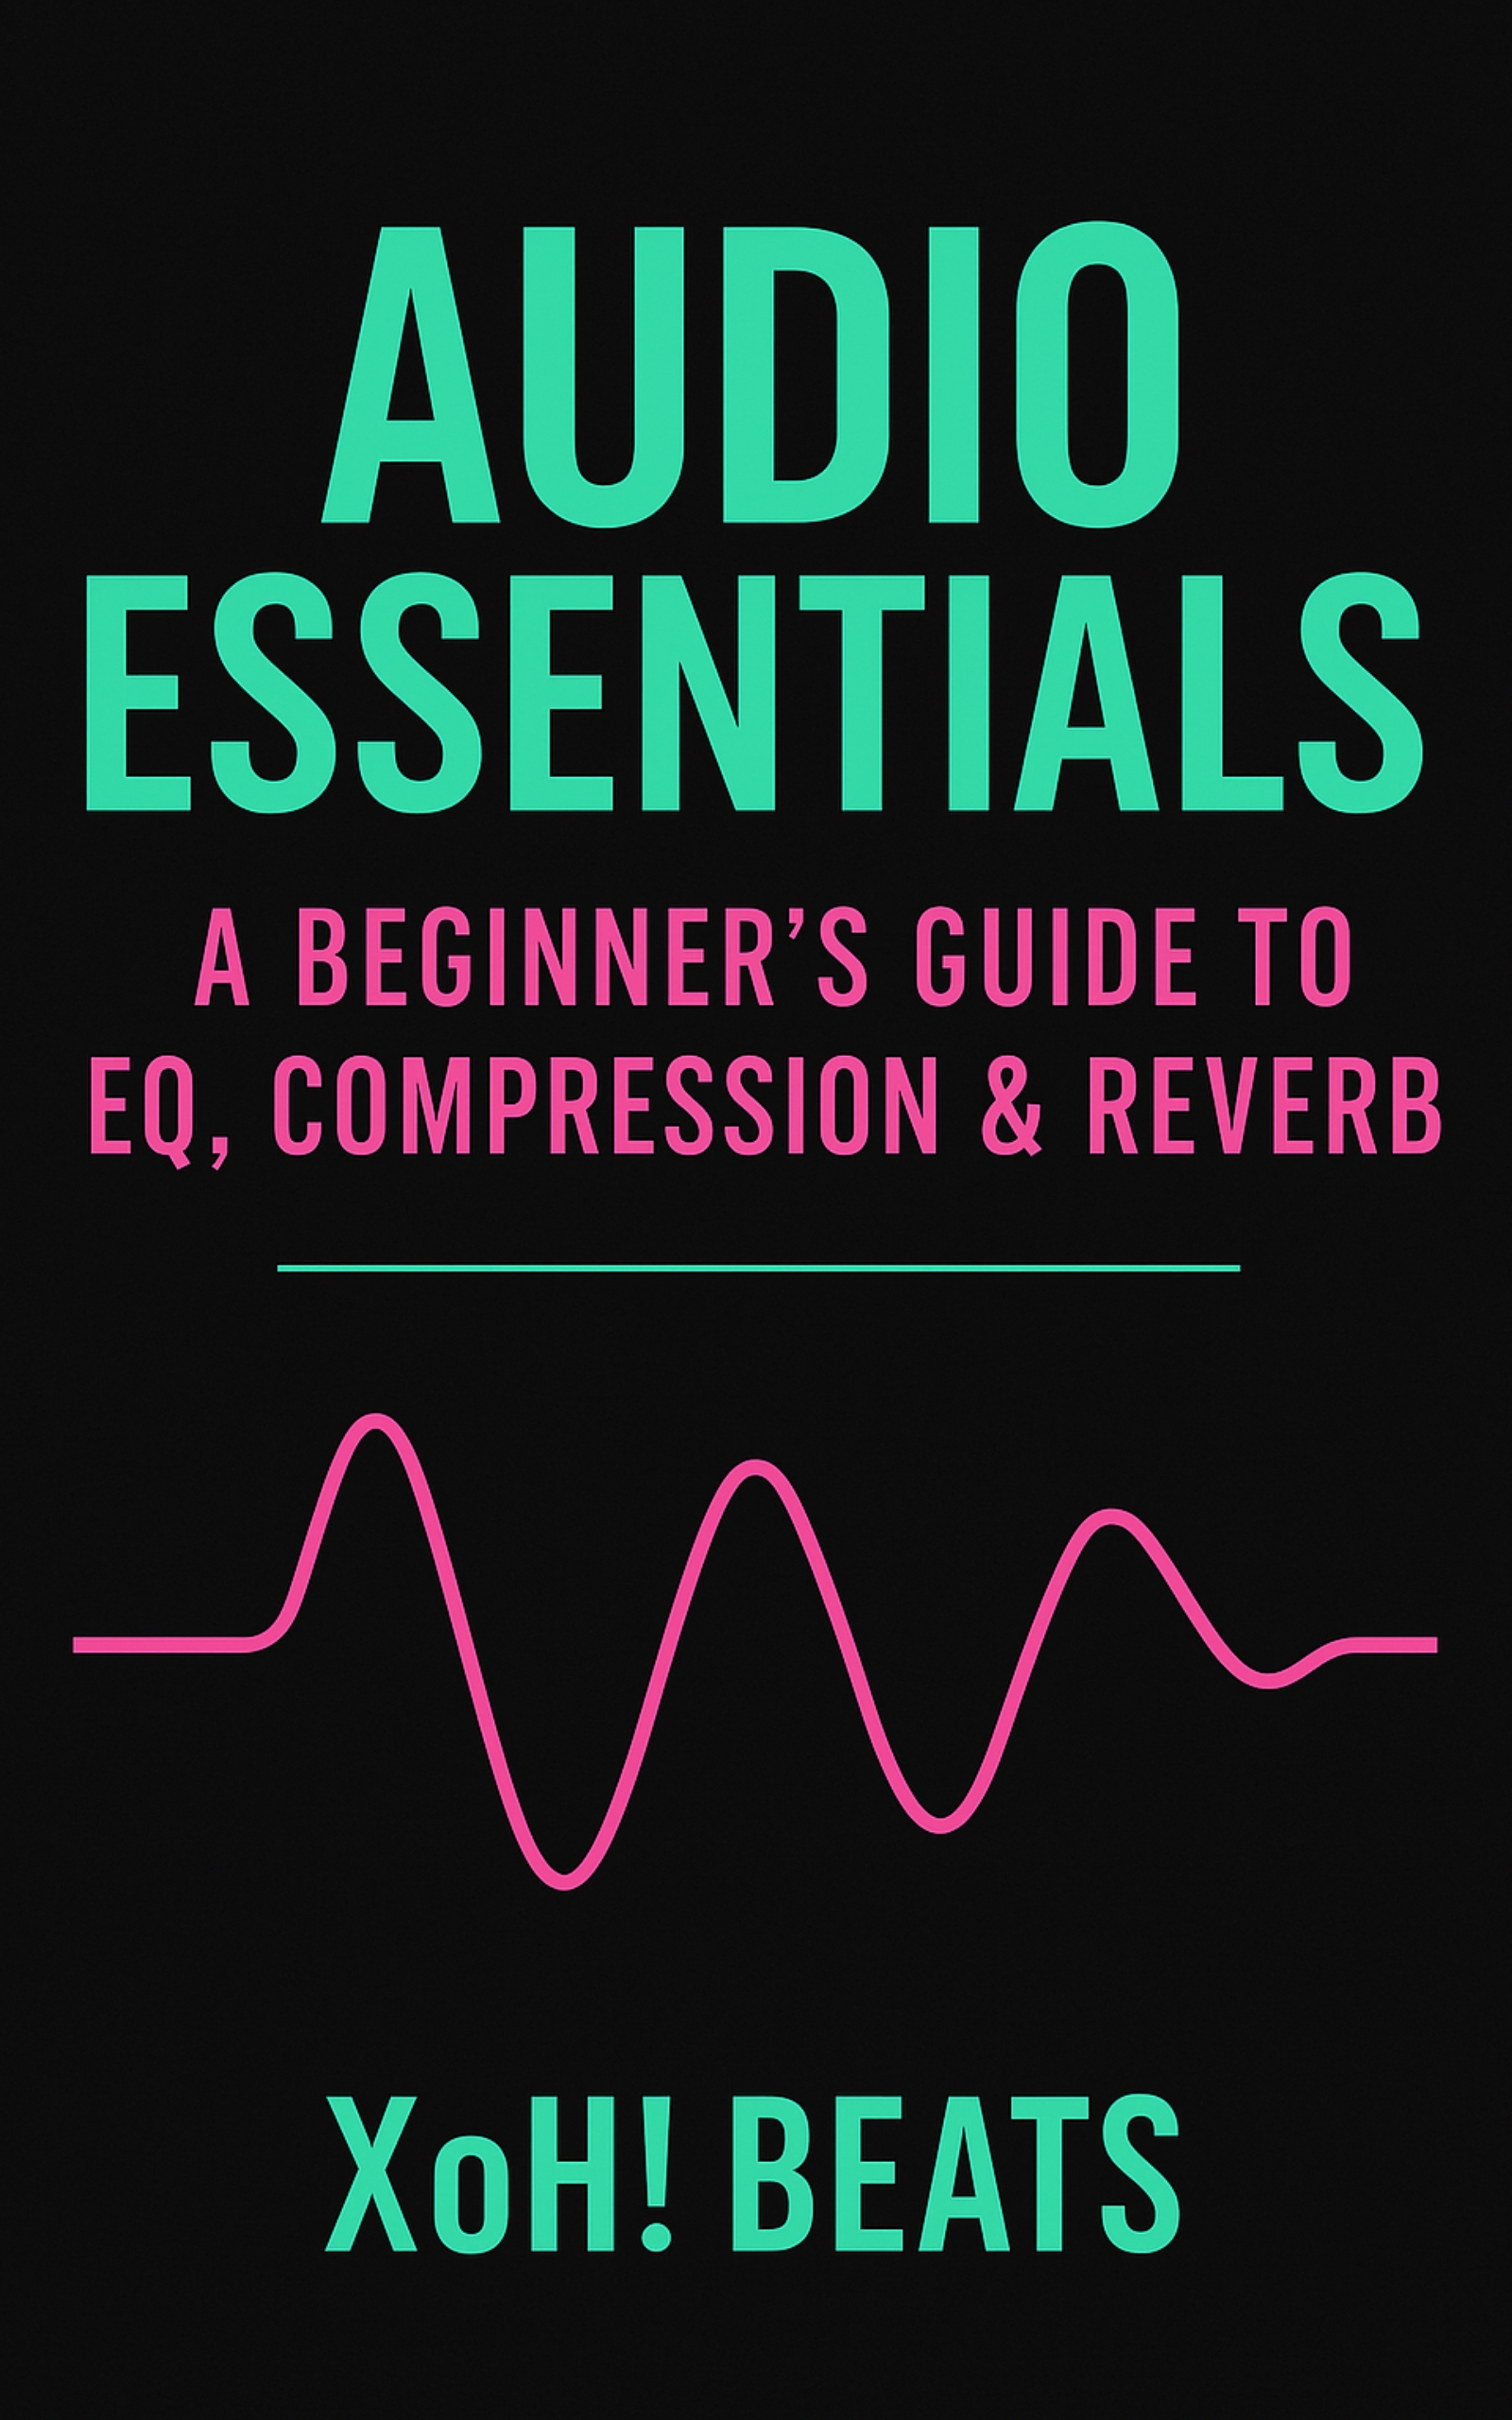 AUDIO
ESSENTIALS
A BEGINNER’S GUIDE TO
EQ, COMPRESSION & REVERB
XoH! BEATS